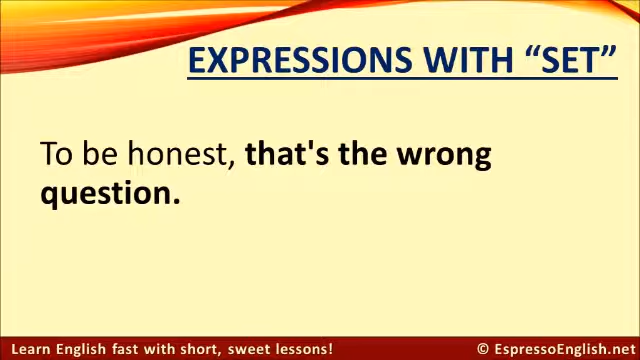 EXPRESSIONS WITH “SET”
To be honest, that's the wrong
question.
Learn English fast with short, sweet lessons!
© EspressoEnglish.net